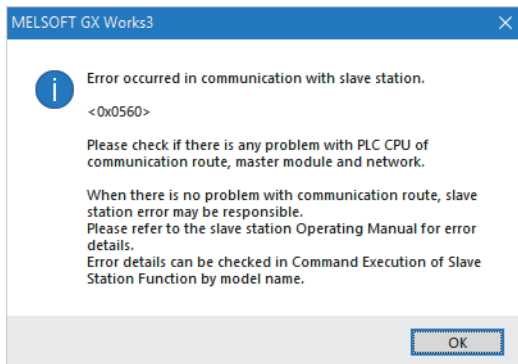 MELSOFT GX Works3
Error occurred in communication with slave station.
<0x0560>
Please check if there is any problem with PLC CPU of
communication route, master module and network.
When there is no problem with communication route, slave
station error may be responsible.
Please refer to the slave station Operating Manual for error
details.
Error details can be checked in Command Execution of Slave
Station Function by model name.
OK